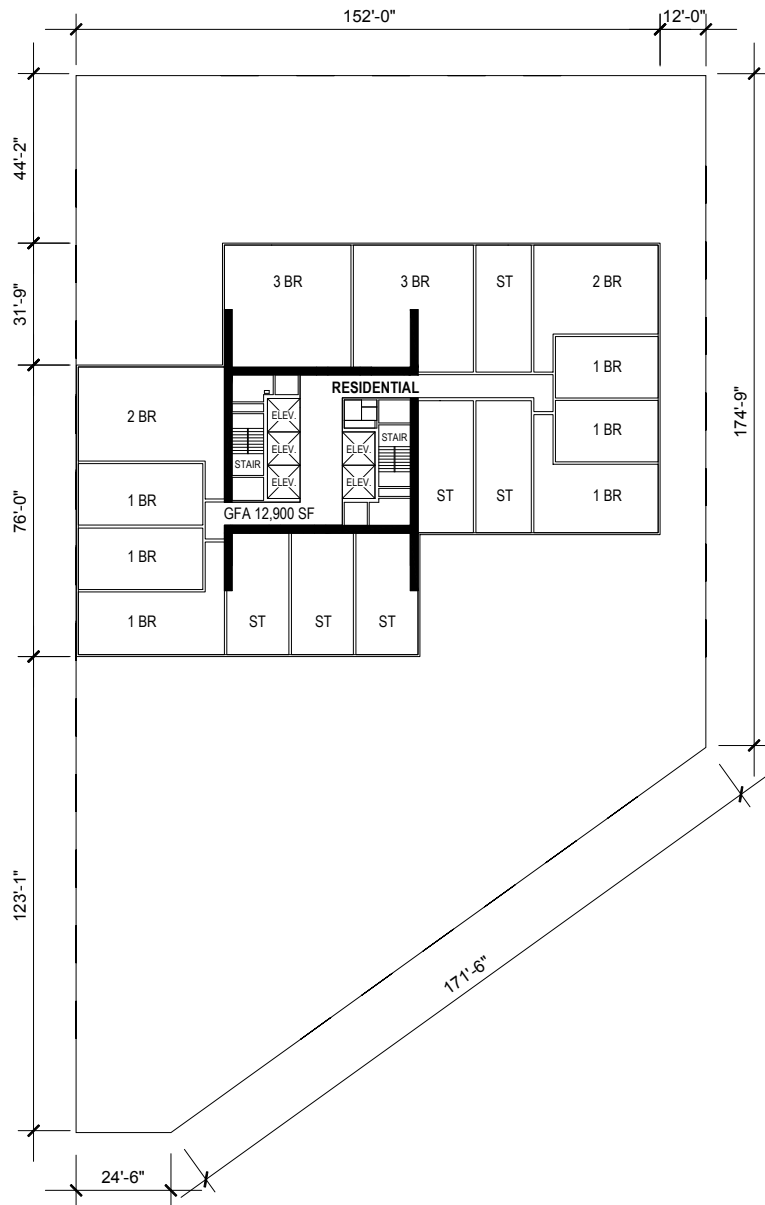 152'-0"
12'-0"
44'-2"
31'-9"
3 BR
3 BR
ST
2 BR
1 BR
RESIDENTIAL
174'-9"
2 BR
ELEV.
1 BR
ELEV.
ELEV.
STAIR
STAIR
ELEV.
ELEV.
76'-0"
1 BR
ST
ST
1 BR
GFA 12,900 SF
1 BR
1 BR
ST
ST
ST
123'-1"
171'-6"
24'-6"